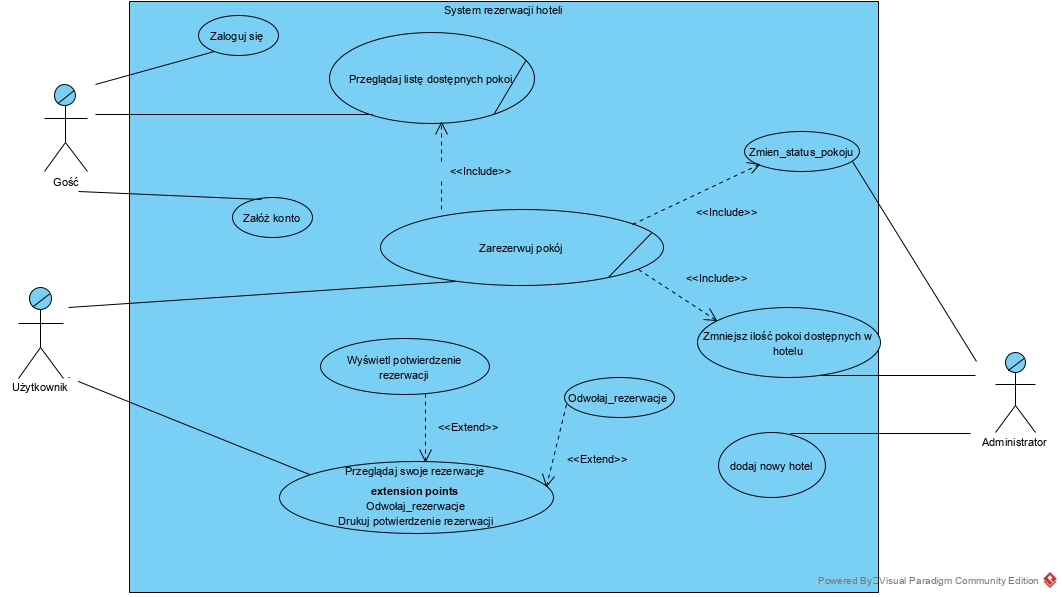 System rezerwacji hoteli
Zaloguj się
Przeglądaj listę dostępnych pokoi
Gość
<<Include>>
Zmien_status_pokoju
Załóż konto
<<Include>>
Zarezerwuj pokój
<<Include>>
Użytkownik
Zmniejsz ilość pokoi dostępnych w
hotelu
Wyświetl potwierdzenie
rezerwacji
Odwołaj_rezerwacje
<<Extend>>
<<Extend>>
Administrator
dodaj nowy hotel
Przeglądaj swoje rezerwacje
extension points
Odwołaj_rezerwacje
Drukuj potwierdzenie rezerwacji
Powered By Visual Paradigm Community Edition